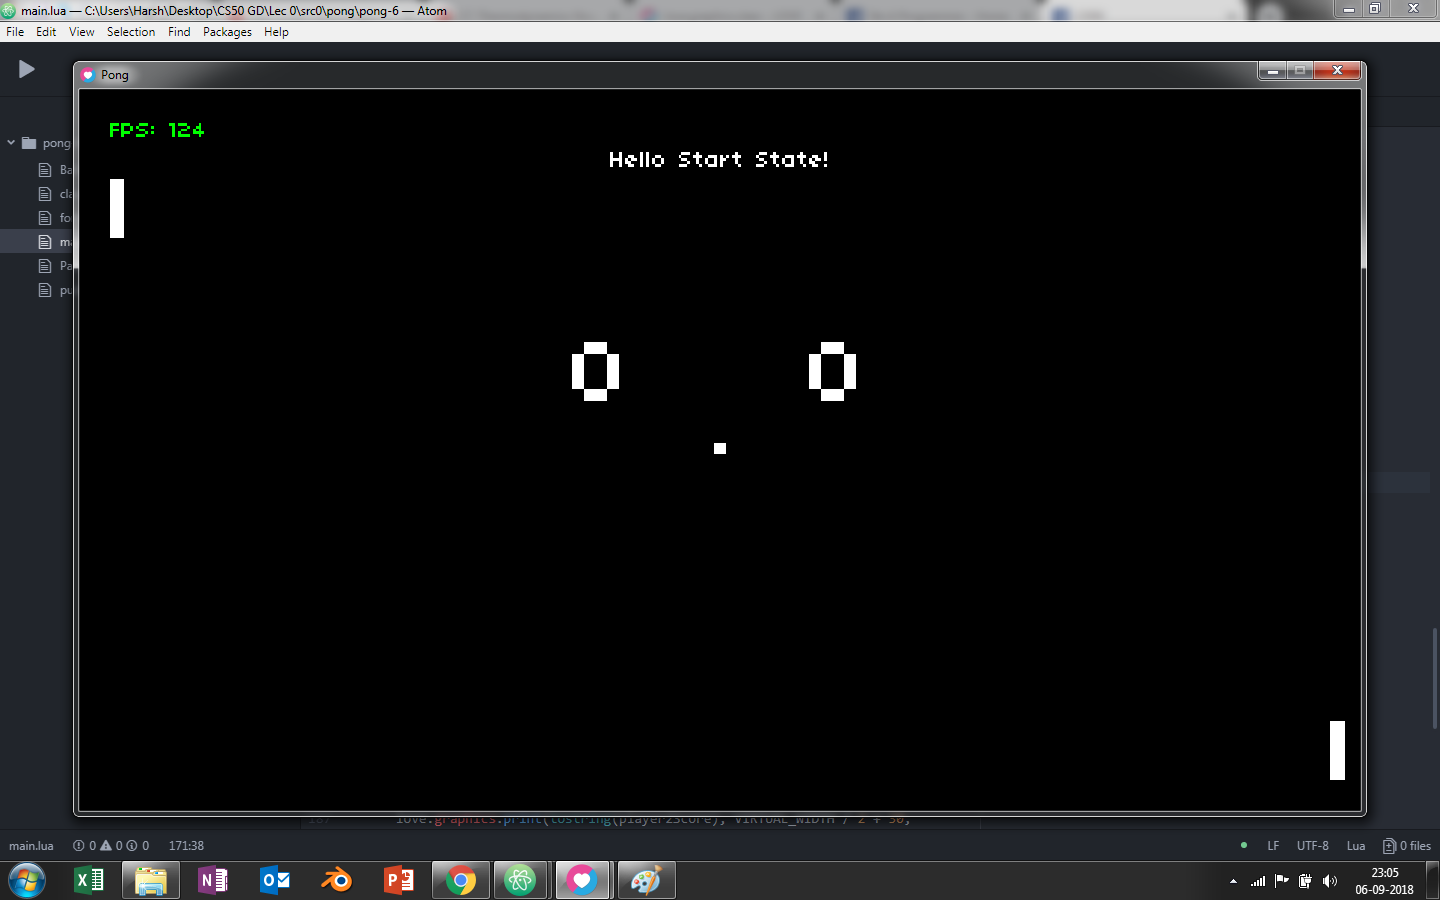 main.lua — C:\Users\Harsh\Desktop\CS50 GD\Lec 0\src0\pong\pong-6 — Atom
File Edit View Selection Find Packages Help
Pong
FPS: 124
Hello Start State!
pong
Ba
cla
fo
ma
Pa
pu
0 0
187 love.graphics.print(tostring(player2Score), VIRTUAL_WIDTH / 2 + 30,
main.lua 0 0 0 171:38 LF UTF-8 Lua 0 files
23:05
06-09-2018